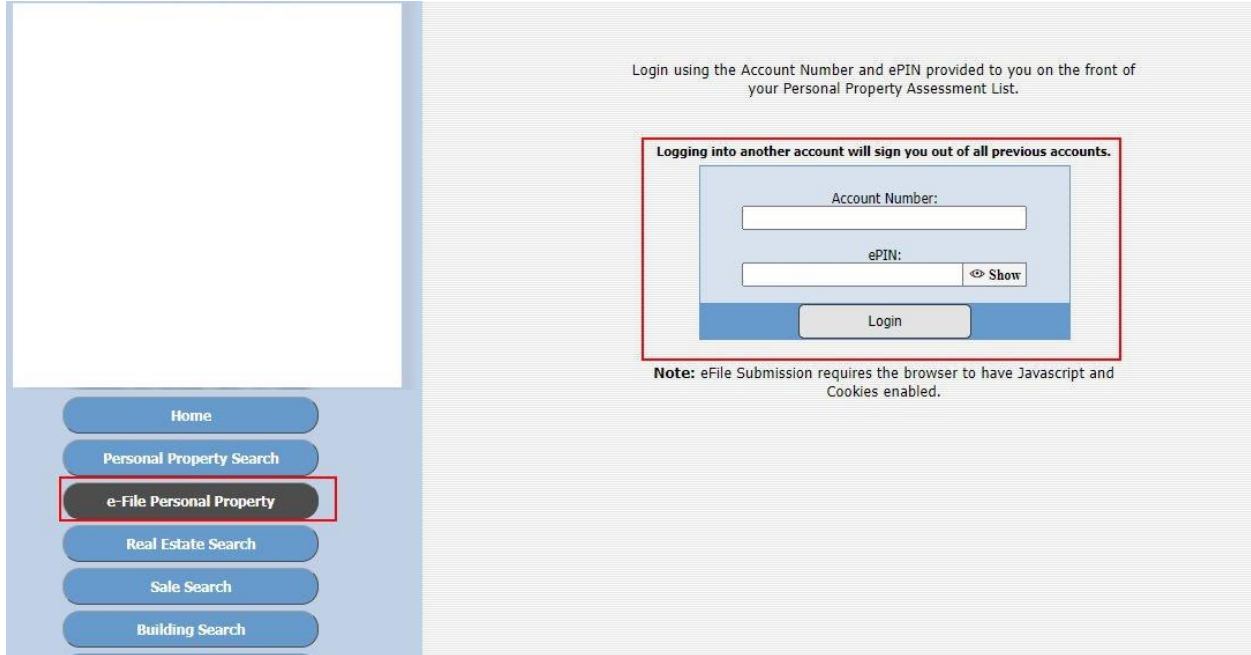 Login using the Account Number and ePIN provided to you on the front of
your Personal Property Assessment List.
Logging into another account will sign you out of all previous accounts.
Account Number:
ePIN:
Show
Login
Note: eFile Submission requires the browser to have Javascript and
Cookies enabled.
Home
Personal Property Search
e-File Personal Property
Real Estate Search
Sale Search
Building Search